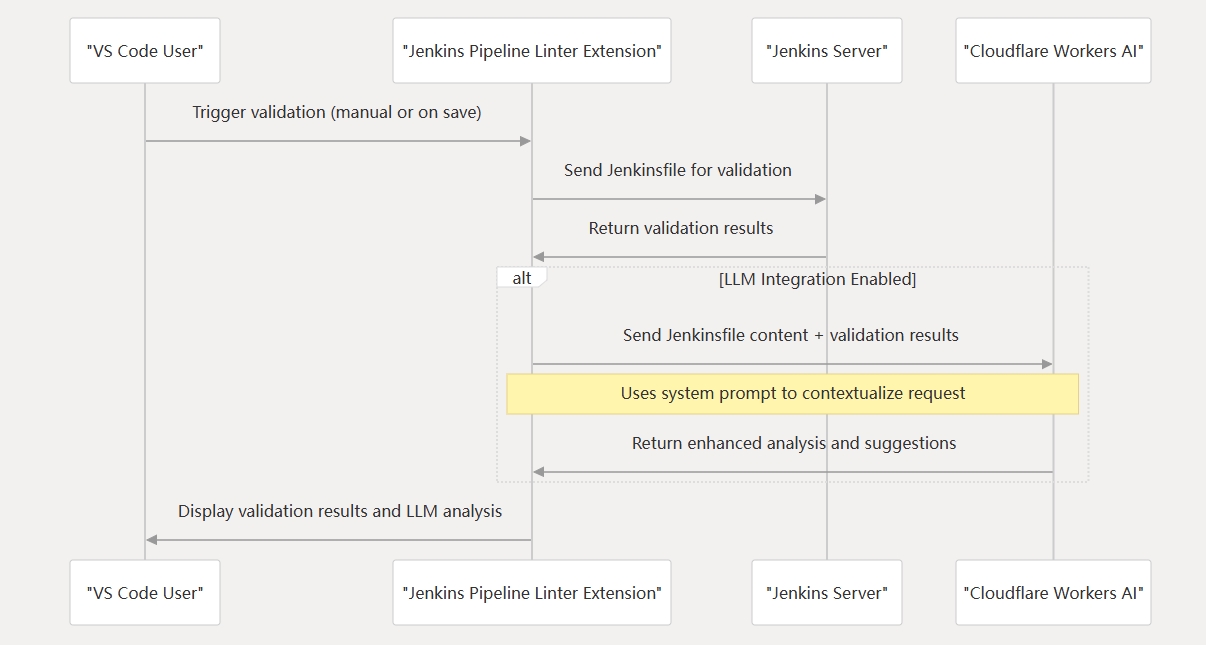 "VS Code User"
"Jenkins Pipeline Linter Extension"
"Jenkins Server"
"Cloudflare Workers AI"
Trigger validation (manual or on save)
Send Jenkinsfile for validation
Return validation results
alt
[LLM Integration Enabled]
Send Jenkinsfile content + validation results
Uses system prompt to contextualize request
Return enhanced analysis and suggestions
Display validation results and LLM analysis
"VS Code User"
"Jenkins Pipeline Linter Extension"
"Jenkins Server"
"Cloudflare Workers AI"